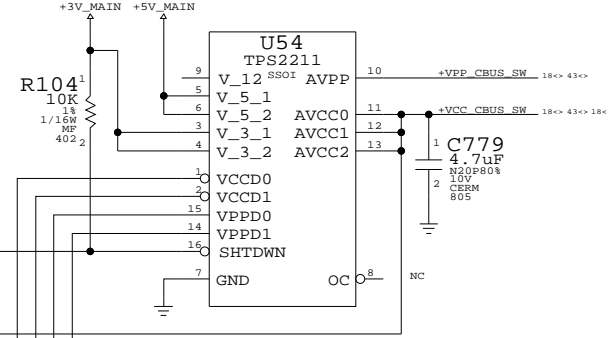 +3V_MAIN +5V_MAIN
U54
TPS2211
SSOI
R104
1
10K
1%
1/16W
MF
402
2
9 V_12 AVPP 10 +VPP_CBUS_SW 18<> 43<>
5 V_5_1
6 V_5_2 AVCC0 11 +VCC_CBUS_SW 18<> 43<> 18<
3 V_3_1 AVCC1 12
4 V_3_2 AVCC2 13
1 C779
4.7uF
N20P80%
10V
2 CERM
805
1 VCCD0
2 VCCD1
15 VPPD0
14 VPPD1
16 SHTDWN
7 GND OC 8 NC